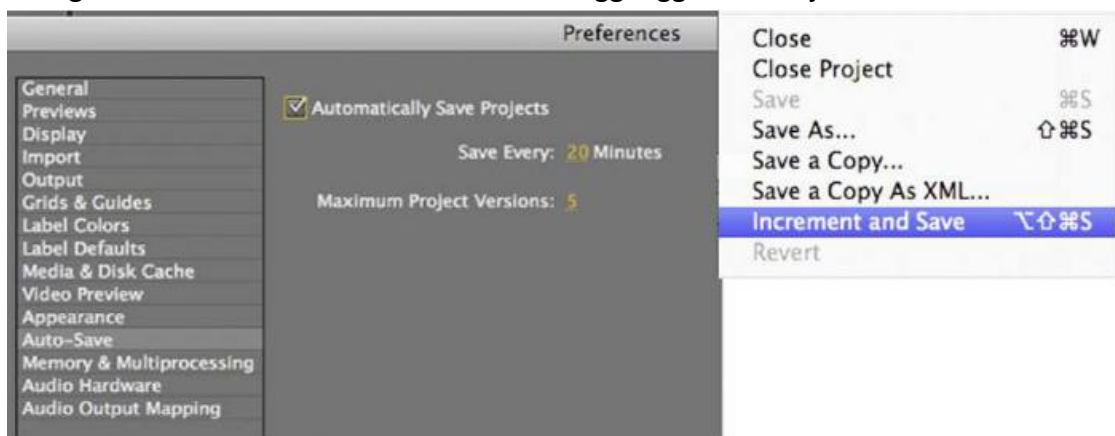 Preferences
General
Previews
Display
Import
Output
Grids & Guides
Label Colors
Label Defaults
Media & Disk Cache
Video Preview
Appearance
Auto-Save
Memory & Multiprocessing
Audio Hardware
Audio Output Mapping
Automatically Save Projects
Save Every: 20 Minutes
Maximum Project Versions: 5
Close ⌘W
Close Project
Save ⌘S
Save As... ⇧⌘S
Save a Copy...
Save a Copy As XML...
Increment and Save ⌥⇧⌘S
Revert